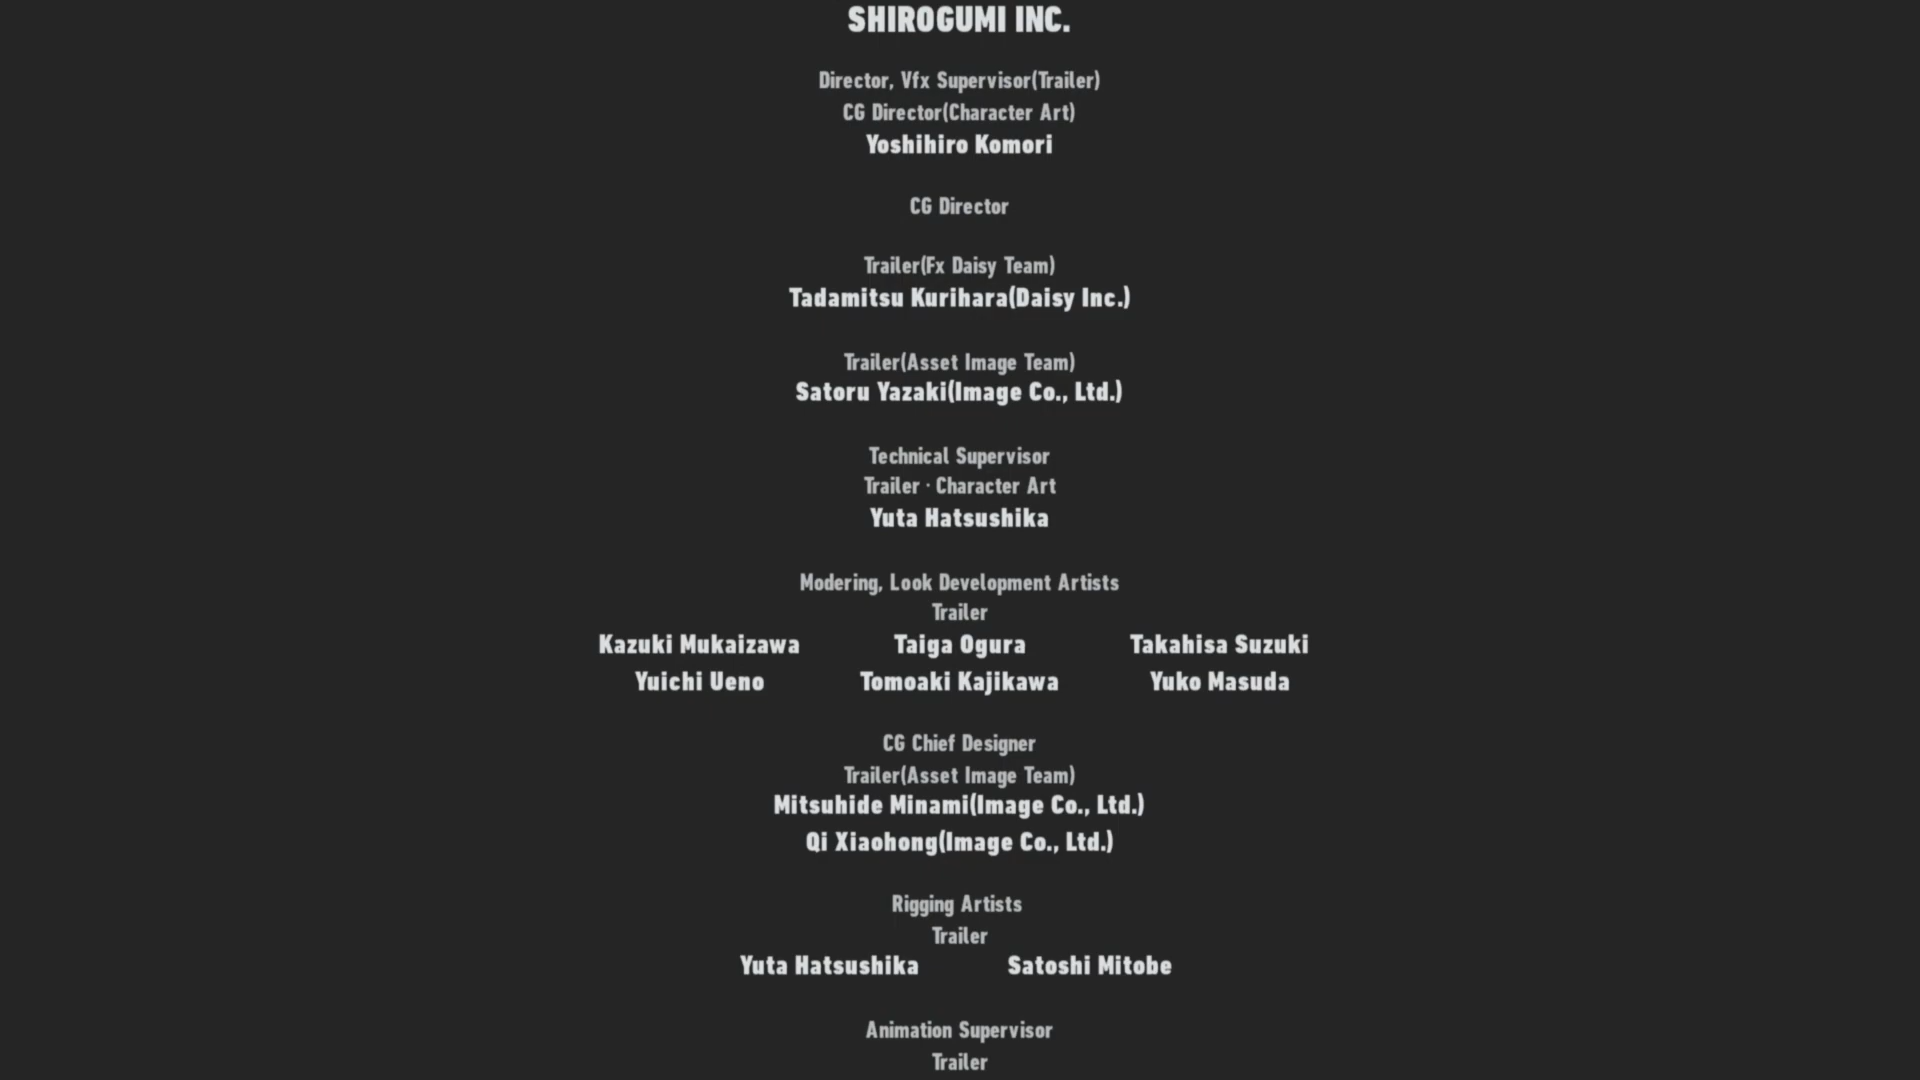 SHIROGUMI INC.
Director, Vfx Supervisor(Trailer)
CG Director(Character Art)
Yoshihiro Komori
CG Director
Trailer(Fx Daisy Team)
Tadamitsu Kurihara(Daisy Inc.)
Trailer(Asset Image Team)
Satoru Yazaki(Image Co., Ltd.)
Technical Supervisor
Trailer · Character Art
Yuta Hatsushika
Modering, Look Development Artists
Trailer
Kazuki Mukaizawa Taiga Ogura Takahisa Suzuki
Yuichi Ueno Tomoaki Kajikawa Yuko Masuda
CG Chief Designer
Trailer(Asset Image Team)
Mitsuhide Minami(Image Co., Ltd.)
Qi Xiaohong(Image Co., Ltd.)
Rigging Artists
Trailer
Yuta Hatsushika Satoshi Mitobe
Animation Supervisor
Trailer